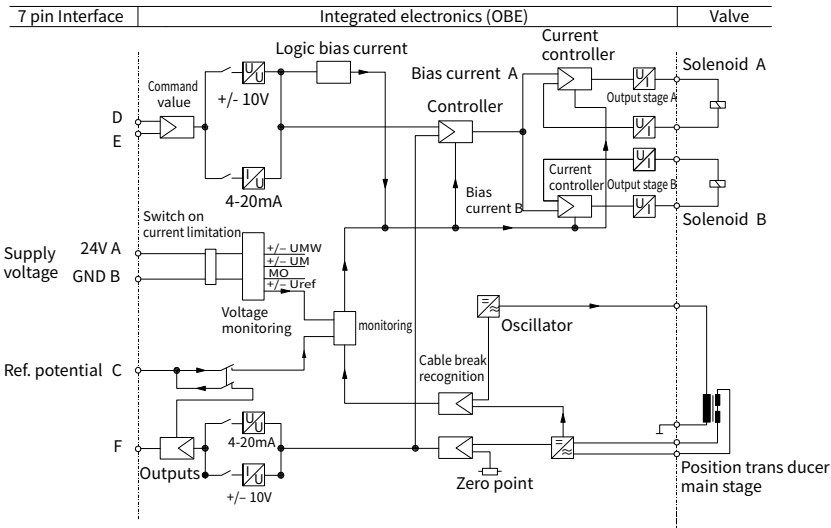 7 pin Interface
Integrated electronics (OBE)
Valve
Logic bias current
Current
controller
Solenoid A
Bias current A
Command
value
U
U
+/- 10V
U
I
Output stage A
Controller
D
E
U
I
I
U
4-20mA
U
I
Current
controller
Output stage B
Bias
current B
U
I
Solenoid B
Switch on
current limitation
Supply
voltage
24V A
GND B
+/– UMW
+/– UM
MO
+/– Uref
Voltage
monitoring
monitoring
=
≈
Oscillator
Cable break
recognition
Ref. potential C
F
U
U
4-20mA
Outputs
I
U
+/– 10V
=
≈
Zero point
Position trans ducer
main stage